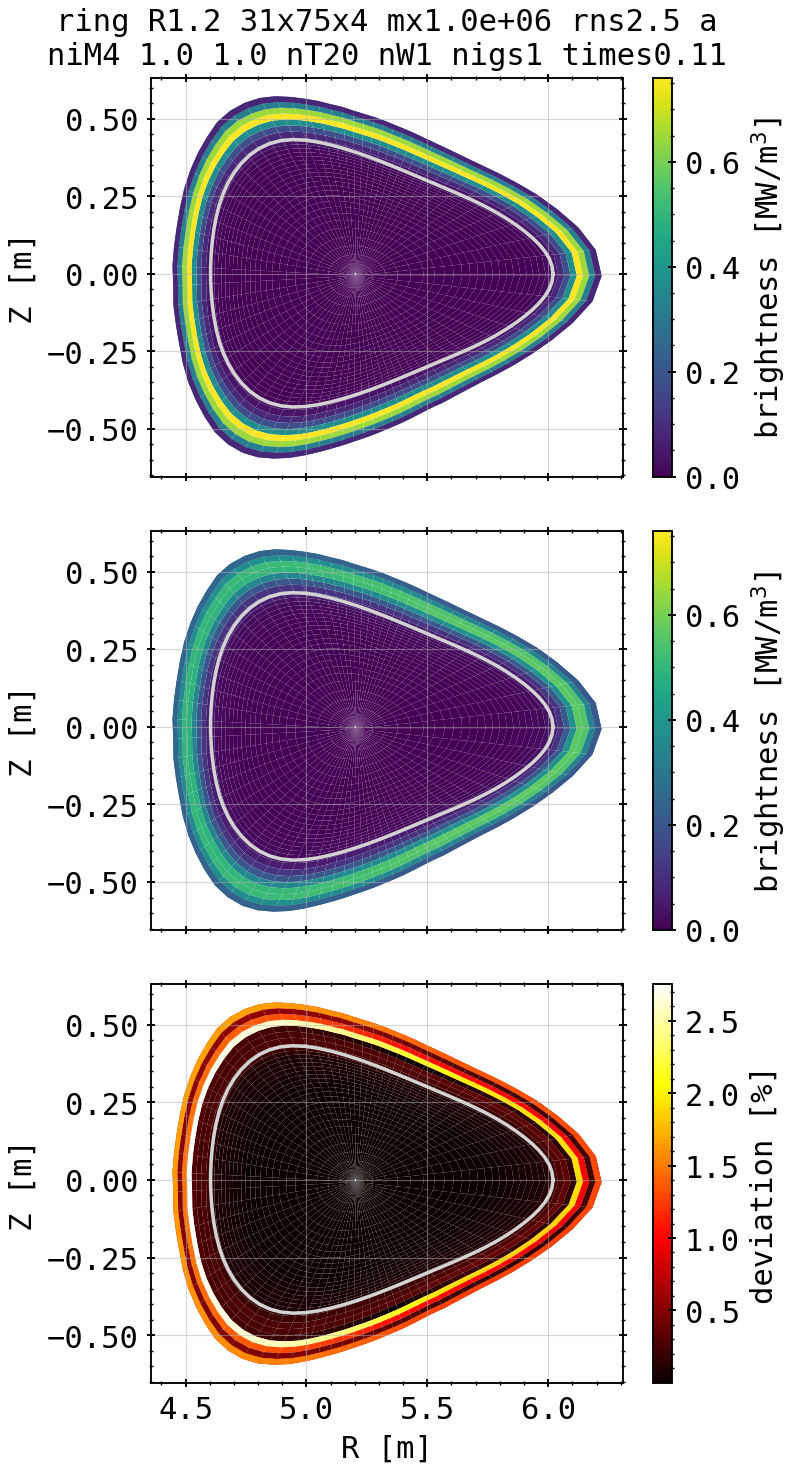 ring R1.2 31x75x4 mx1.0e+06 rns2.5 a
niM4 1.0 1.0 nT20 nW1 nigs1 times0.11
0.50
0.25
0.00
−0.25
−0.50
Z [m]
0.6
0.4
0.2
0.0
brightness [MW/m³]
0.50
0.25
0.00
−0.25
−0.50
Z [m]
0.6
0.4
0.2
0.0
brightness [MW/m³]
0.50
0.25
0.00
−0.25
−0.50
Z [m]
2.5
2.0
1.5
1.0
0.5
deviation [%]
4.5 5.0 5.5 6.0
R [m]